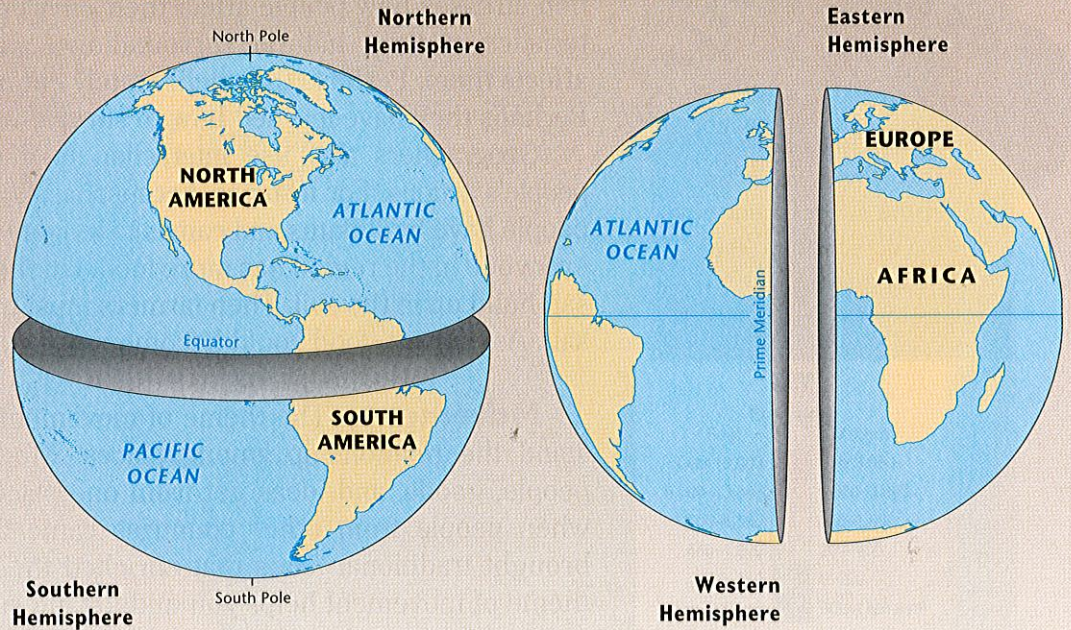 Northern
Hemisphere
North Pole
NORTH
AMERICA
ATLANTIC
OCEAN
Equator
SOUTH
AMERICA
PACIFIC
OCEAN
South Pole
Southern
Hemisphere
Eastern
Hemisphere
EUROPE
ATLANTIC
OCEAN
AFRICA
Prime Meridian
Western
Hemisphere